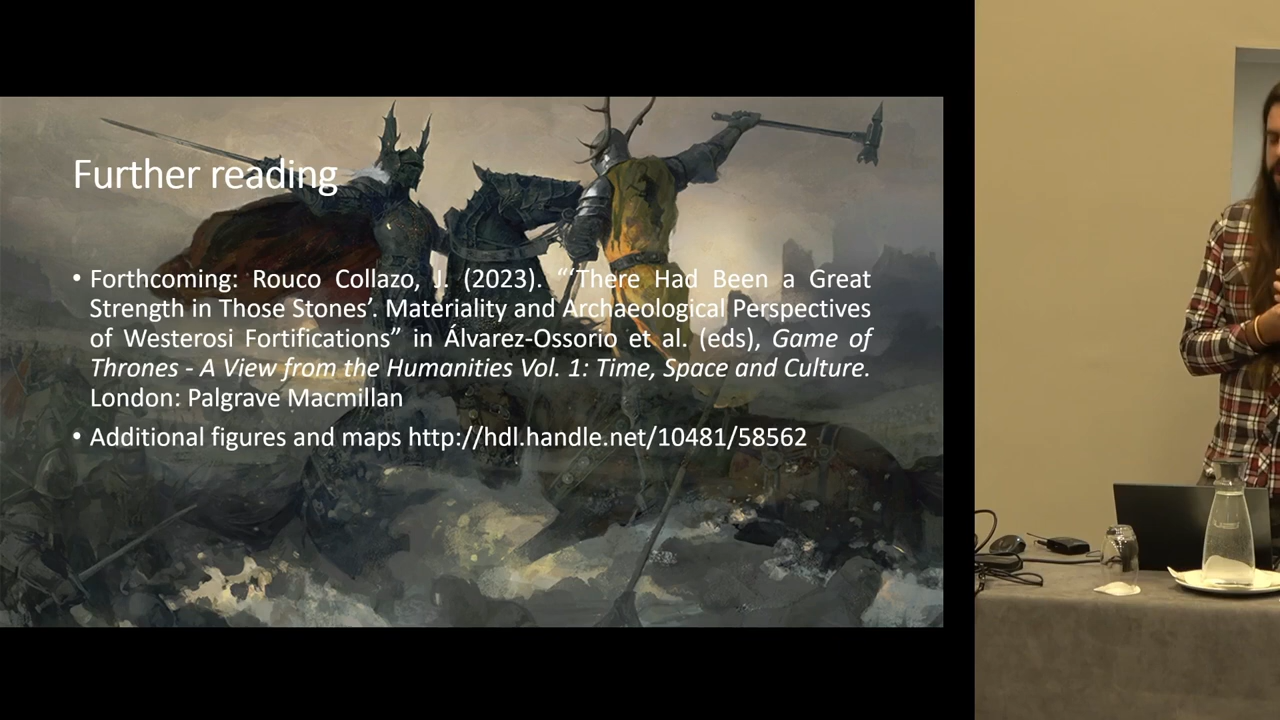 Further reading
• Forthcoming: Rouco Collazo, J. (2023). “‘There Had Been a Great
Strength in Those Stones’. Materiality and Archaeological Perspectives
of Westerosi Fortifications” in Álvarez-Ossorio et al. (eds), Game of
Thrones - A View from the Humanities Vol. 1: Time, Space and Culture.
London: Palgrave Macmillan
• Additional figures and maps http://hdl.handle.net/10481/58562